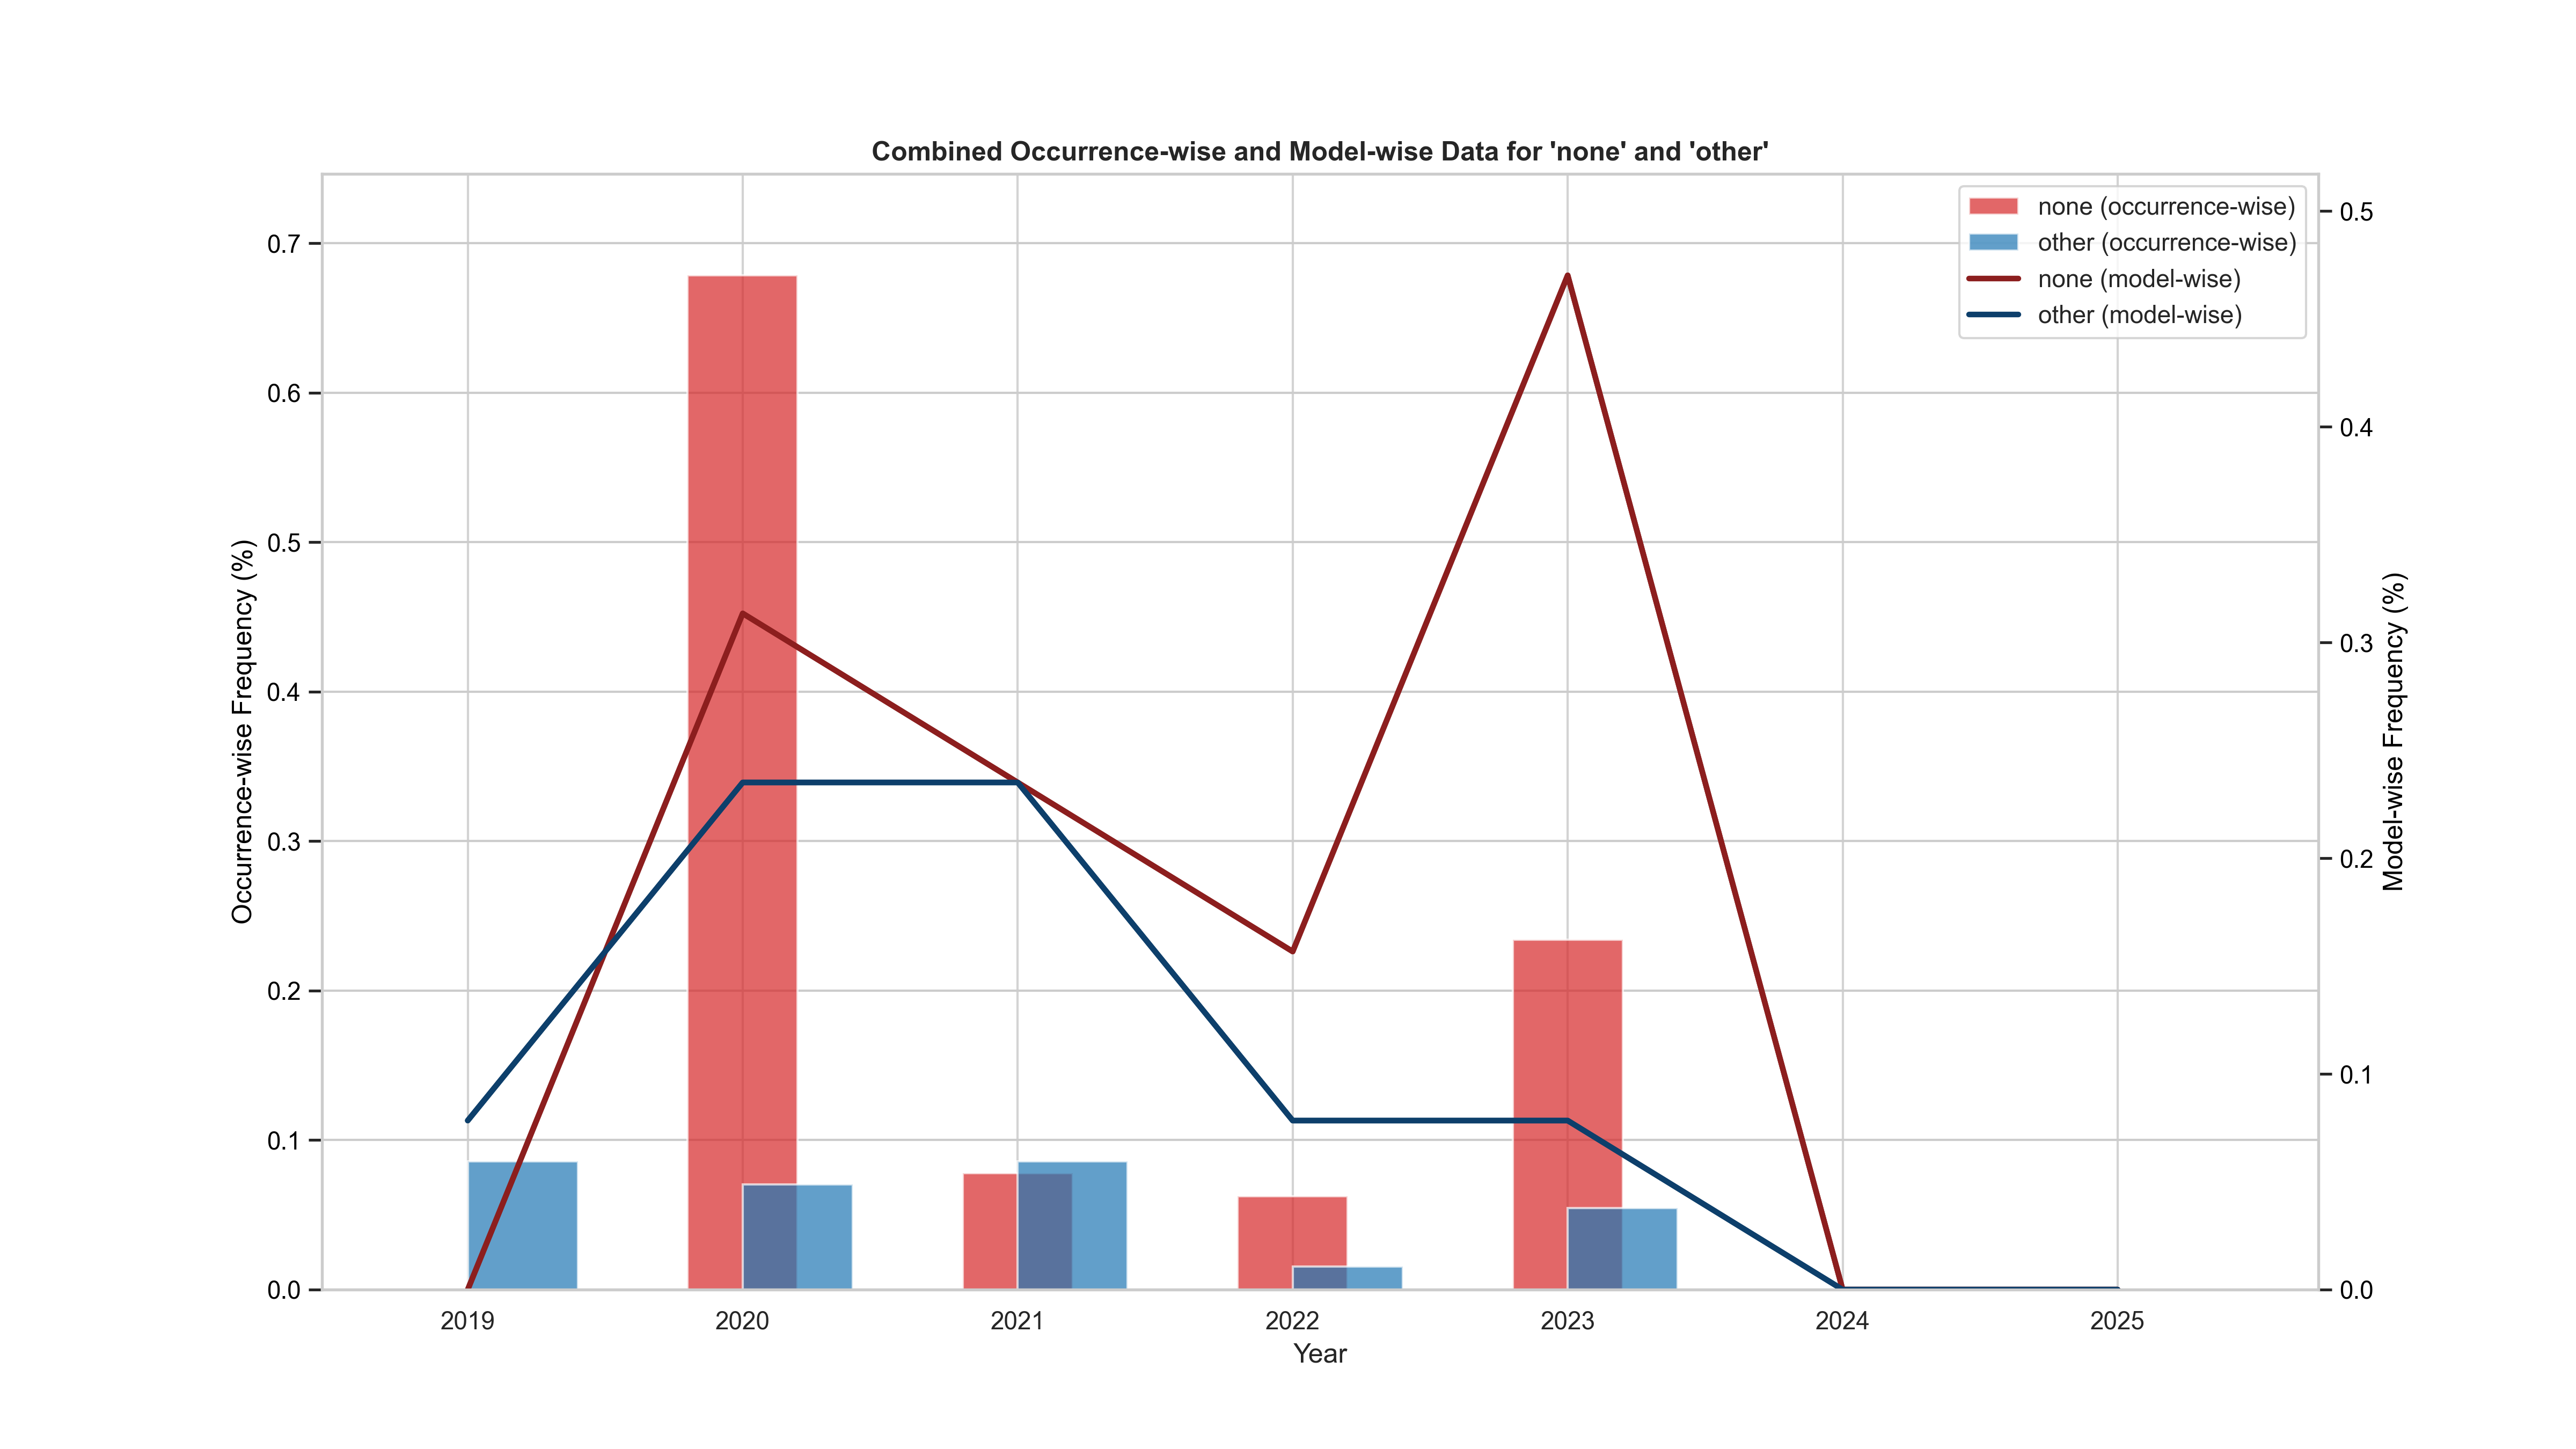 Combined Occurrence-wise and Model-wise Data for 'none' and 'other'
none (occurrence-wise)
other (occurrence-wise)
none (model-wise)
other (model-wise)
Occurrence-wise Frequency (%)
0.7
0.6
0.5
0.4
0.3
0.2
0.1
0.0
0.5
0.4
0.3
0.2
0.1
0.0
Model-wise Frequency (%)
2019 2020 2021 2022 2023 2024 2025
Year